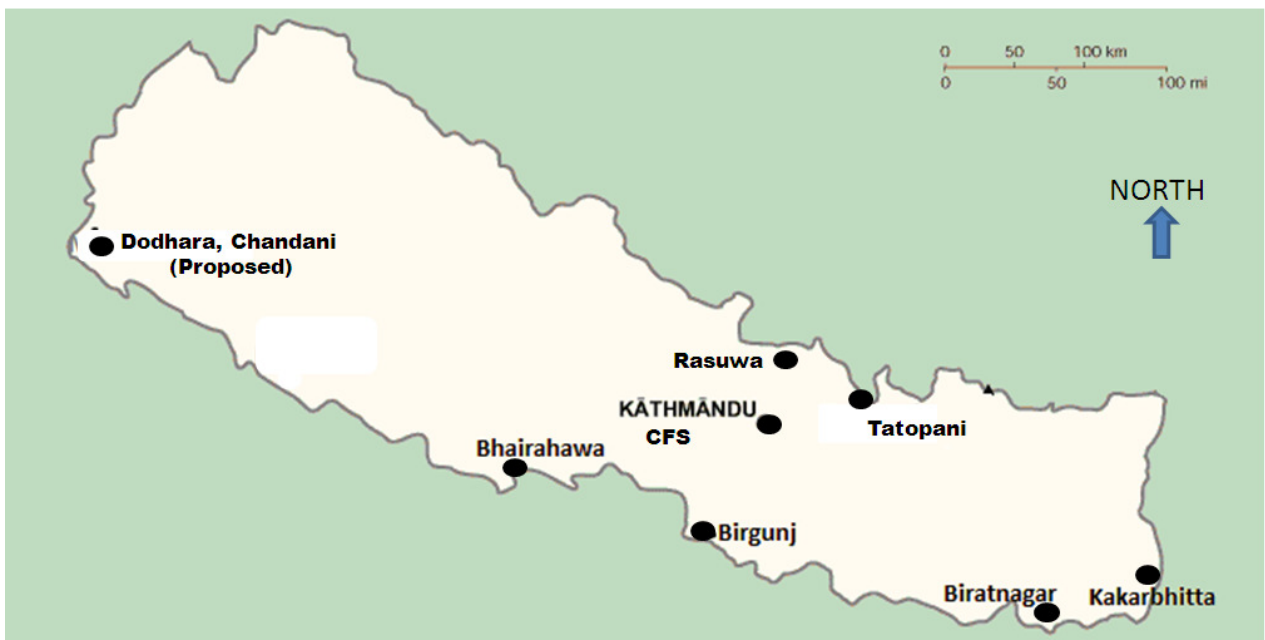 0 50 100 km
0 50 100 mi
NORTH
Dodhara, Chandani
(Proposed)
Rasuwa
KĀTHMĀNDU
CFS
Tatopani
Bhairahawa
Birgunj
Biratnagar
Kakarbhitta